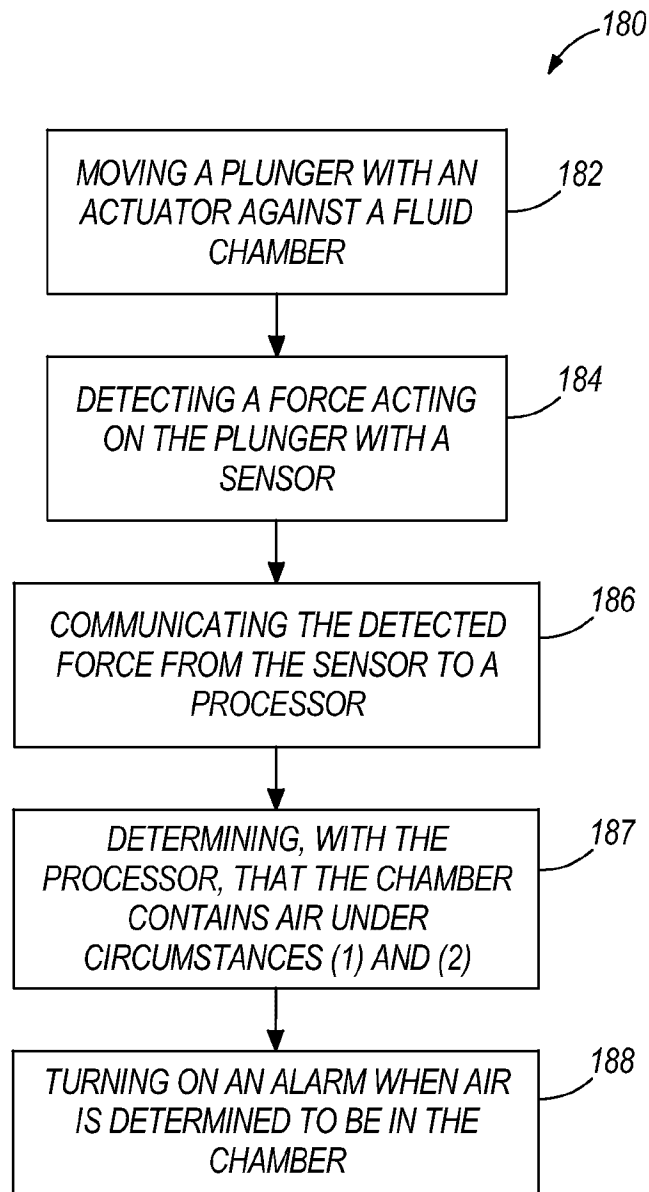 180
MOVING A PLUNGER WITH AN
ACTUATOR AGAINST A FLUID
CHAMBER
182
DETECTING A FORCE ACTING
ON THE PLUNGER WITH A
SENSOR
184
COMMUNICATING THE DETECTED
FORCE FROM THE SENSOR TO A
PROCESSOR
186
DETERMINING, WITH THE
PROCESSOR, THAT THE CHAMBER
CONTAINS AIR UNDER
CIRCUMSTANCES (1) AND (2)
187
TURNING ON AN ALARM WHEN AIR
IS DETERMINED TO BE IN THE
CHAMBER
188